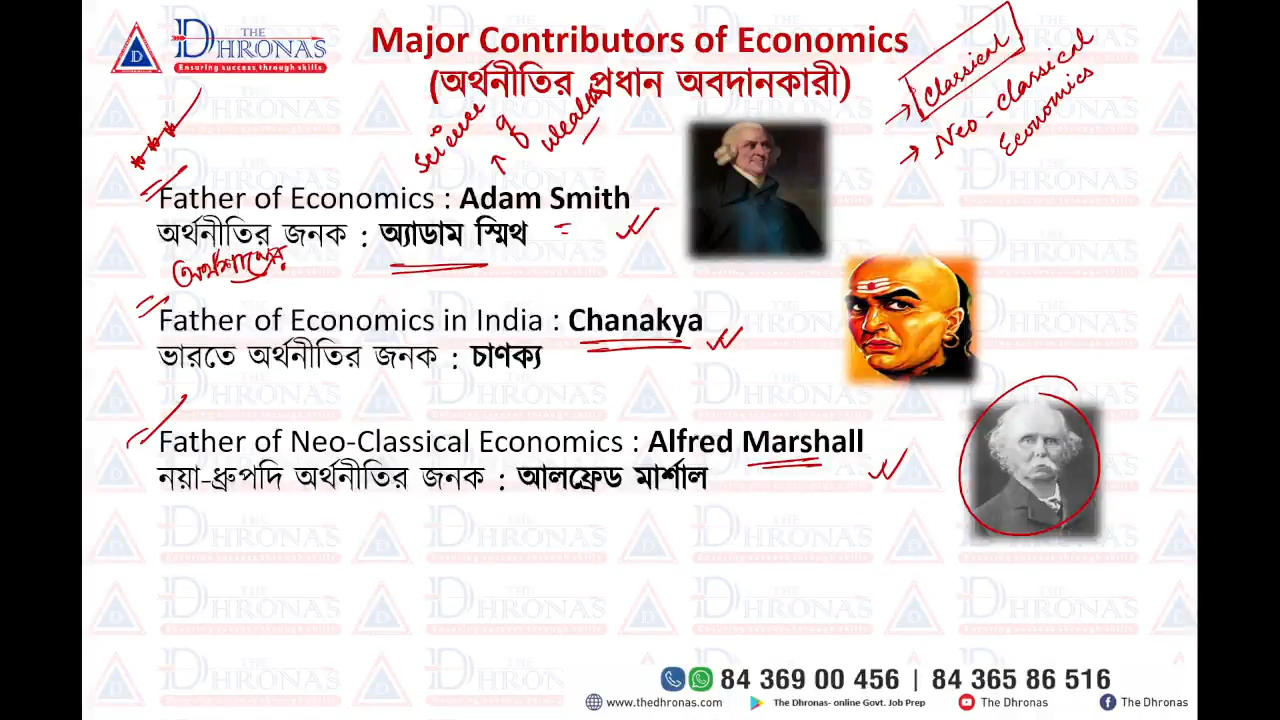 THE
DHRONAS
Ensuring success through skills
Major Contributors of Economics
(অর্থনীতির প্রধান অবদানকারী)
Classical
Neo-Classical
Economics
science of wealth
Father of Economics : Adam Smith
অর্থনীতির জনক : অ্যাডাম স্মিথ
অর্থশাস্ত্রের
Father of Economics in India : Chanakya
ভারতে অর্থনীতির জনক : চাণক্য
Father of Neo-Classical Economics : Alfred Marshall
নয়া-ধ্রুপদি অর্থনীতির জনক : আলফ্রেড মার্শাল
84 369 00 456 | 84 365 86 516
www.thedhronas.com
The Dhronas- online Govt. Job Prep
The Dhronas
The Dhronas